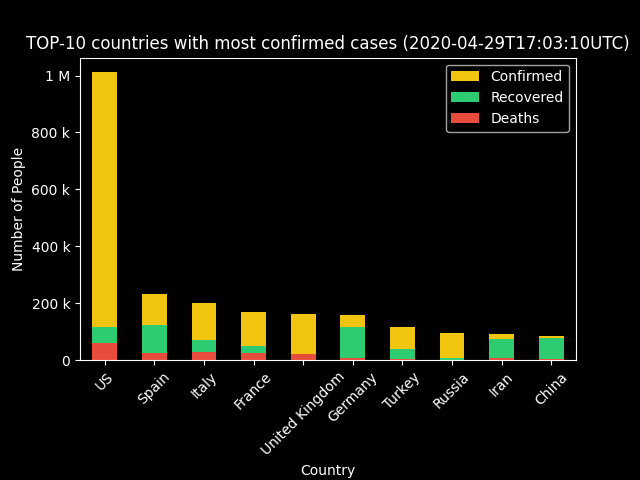 TOP-10 countries with most confirmed cases (2020-04-29T17:03:10UTC)
Confirmed
Recovered
Deaths
Number of People
1 M
800 k
600 k
400 k
200 k
0
US
Spain
Italy
France
United Kingdom
Germany
Turkey
Russia
Iran
China
Country